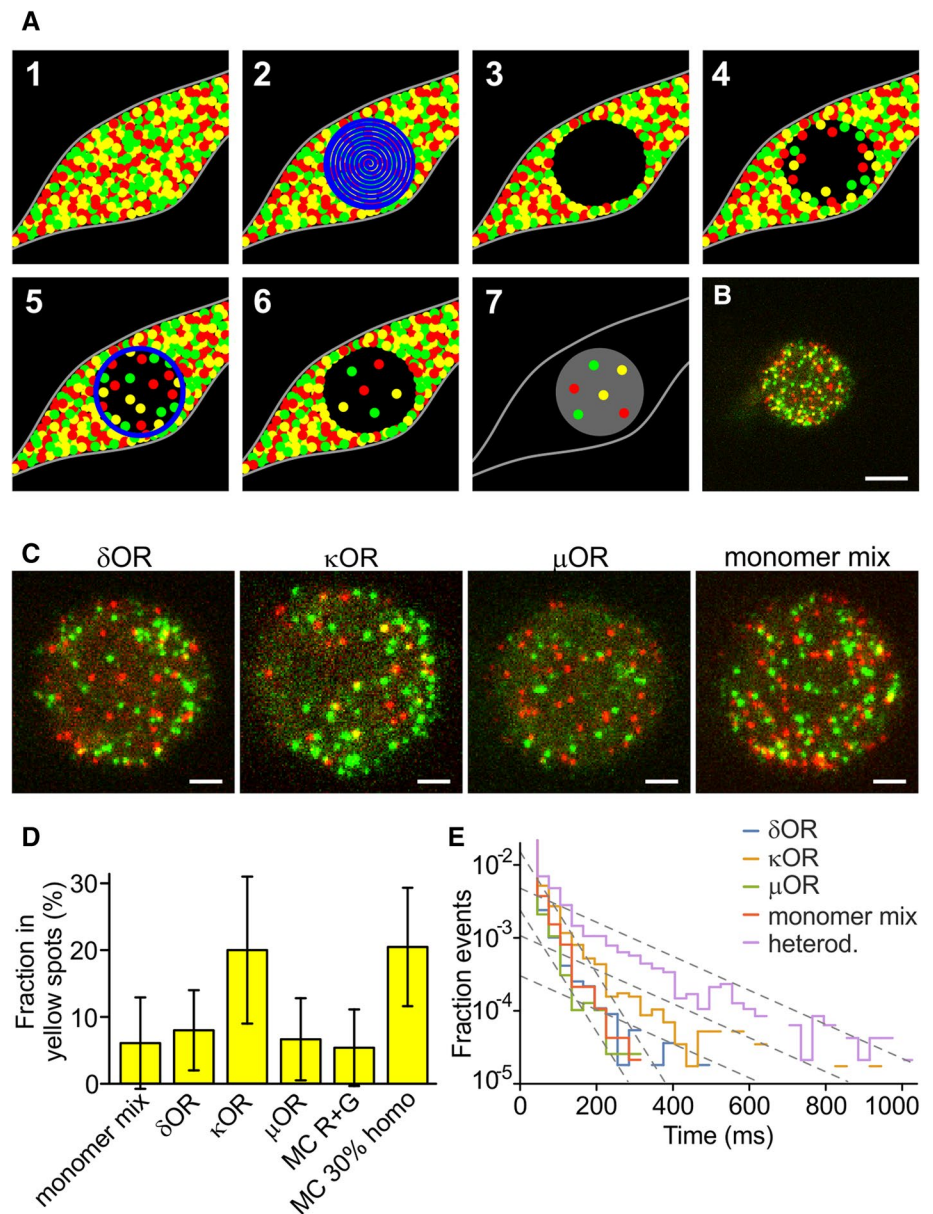 A
1
2
3
4
5
6
7
B
C
δOR
κOR
μOR
monomer mix
D
Fraction in
yellow spots (%)
30
20
10
0
monomer mix
δOR
κOR
μOR
MC R+G
MC 30% homo
E
Fraction events
10-2
10-3
10-4
10-5
0
200
400
600
800
1000
Time (ms)
δOR
κOR
μOR
monomer mix
heterod.